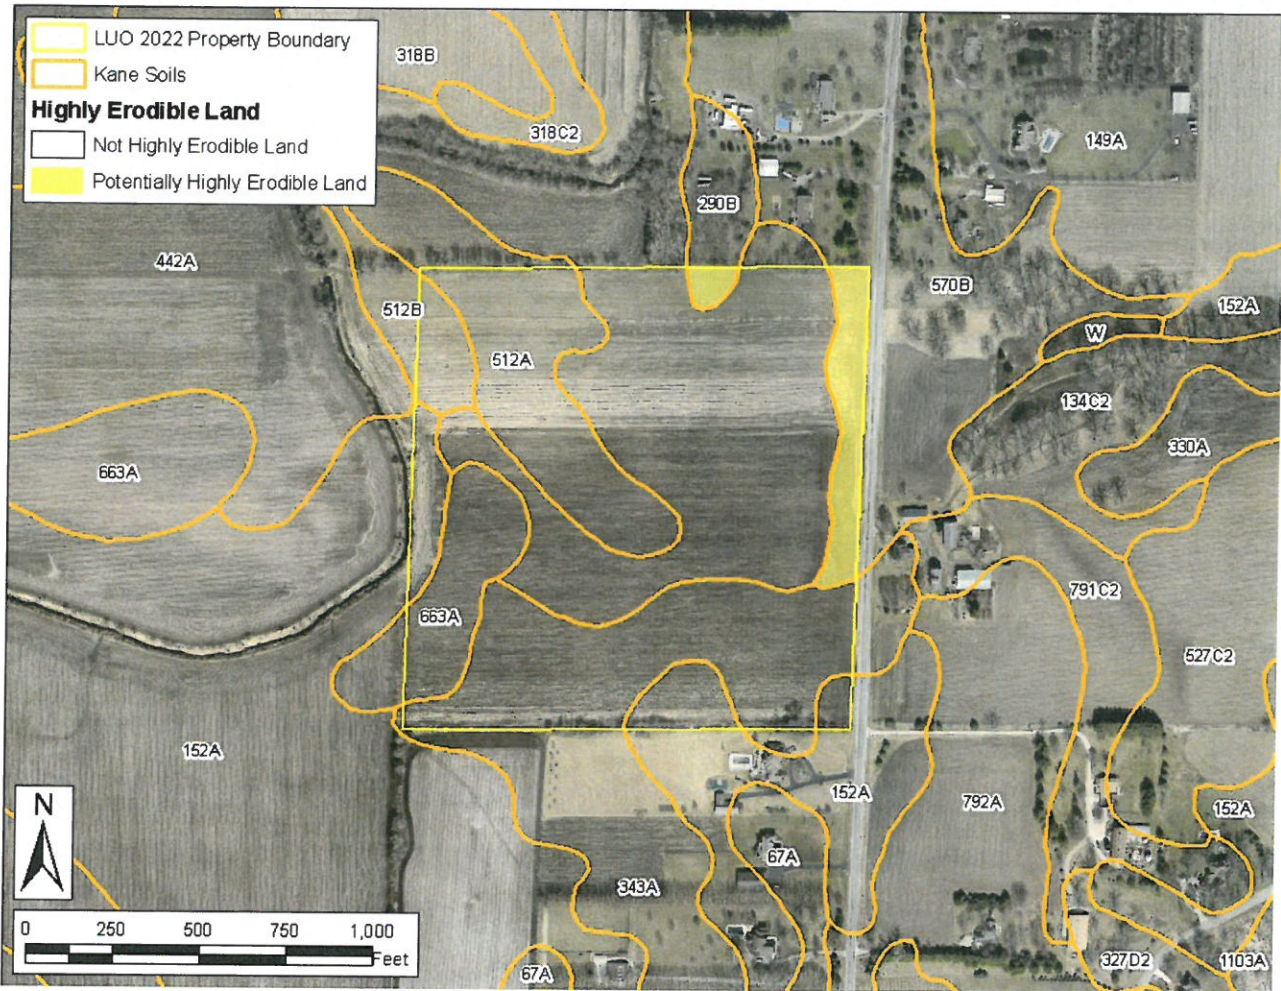 LUO 2022 Property Boundary
Kane Soils
Highly Erodible Land
Not Highly Erodible Land
Potentially Highly Erodible Land
318B
318C2
149A
290B
442A
570B
512B
152A
W
512A
134C2
330A
663A
791C2
663A
527C2
152A
152A
792A
152A
67A
343A
67A
327D2
1103A
N
0 250 500 750 1,000
Feet